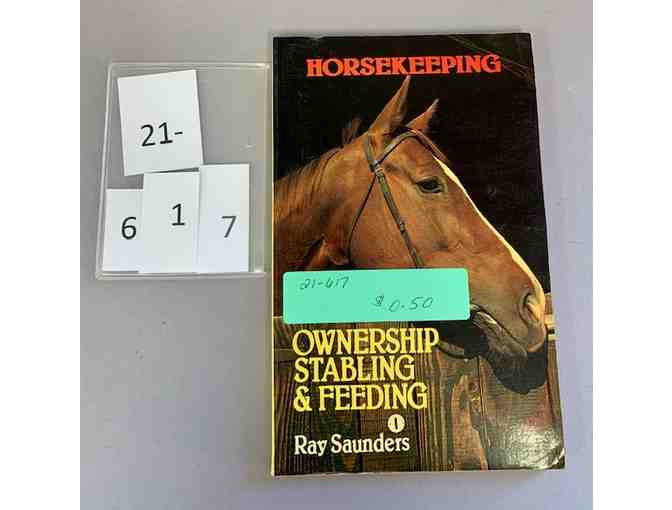 21-
6 1 7
HORSEKEEPING
21-617
$0.50
OWNERSHIP
STABLING
& FEEDING
1
Ray Saunders